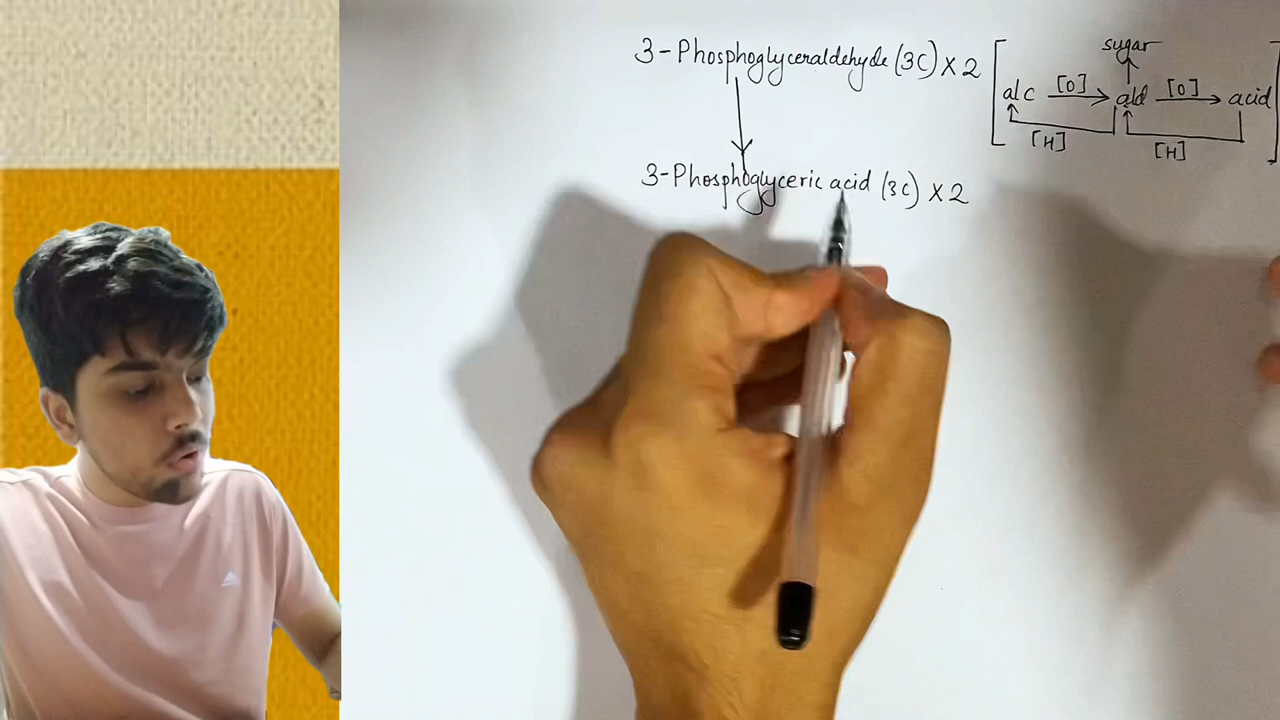 3-Phosphoglyceraldehyde (3C) X 2
sugar
alc [O] ald [O] acid
[H] [H]
3-Phosphoglyceric acid (3C) X 2